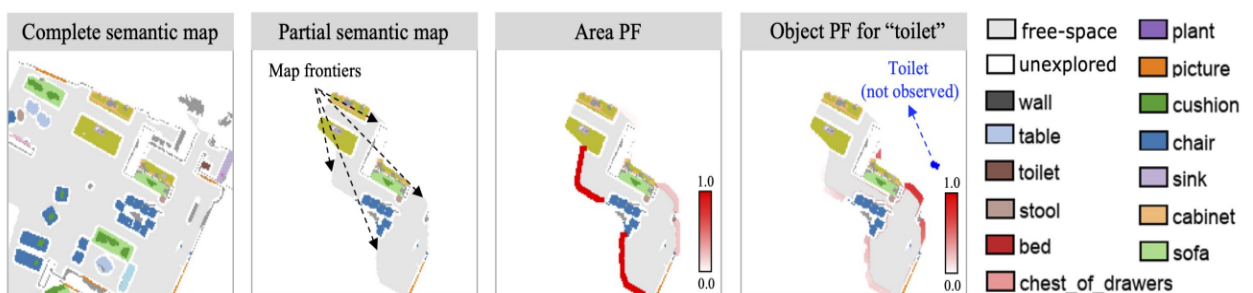 Complete semantic map
Partial semantic map
Area PF
Object PF for “toilet”
Map frontiers
Toilet
(not observed)
1.0
0.0
1.0
0.0
free-space
unexplored
wall
table
toilet
stool
bed
chest_of_drawers
plant
picture
cushion
chair
sink
cabinet
sofa